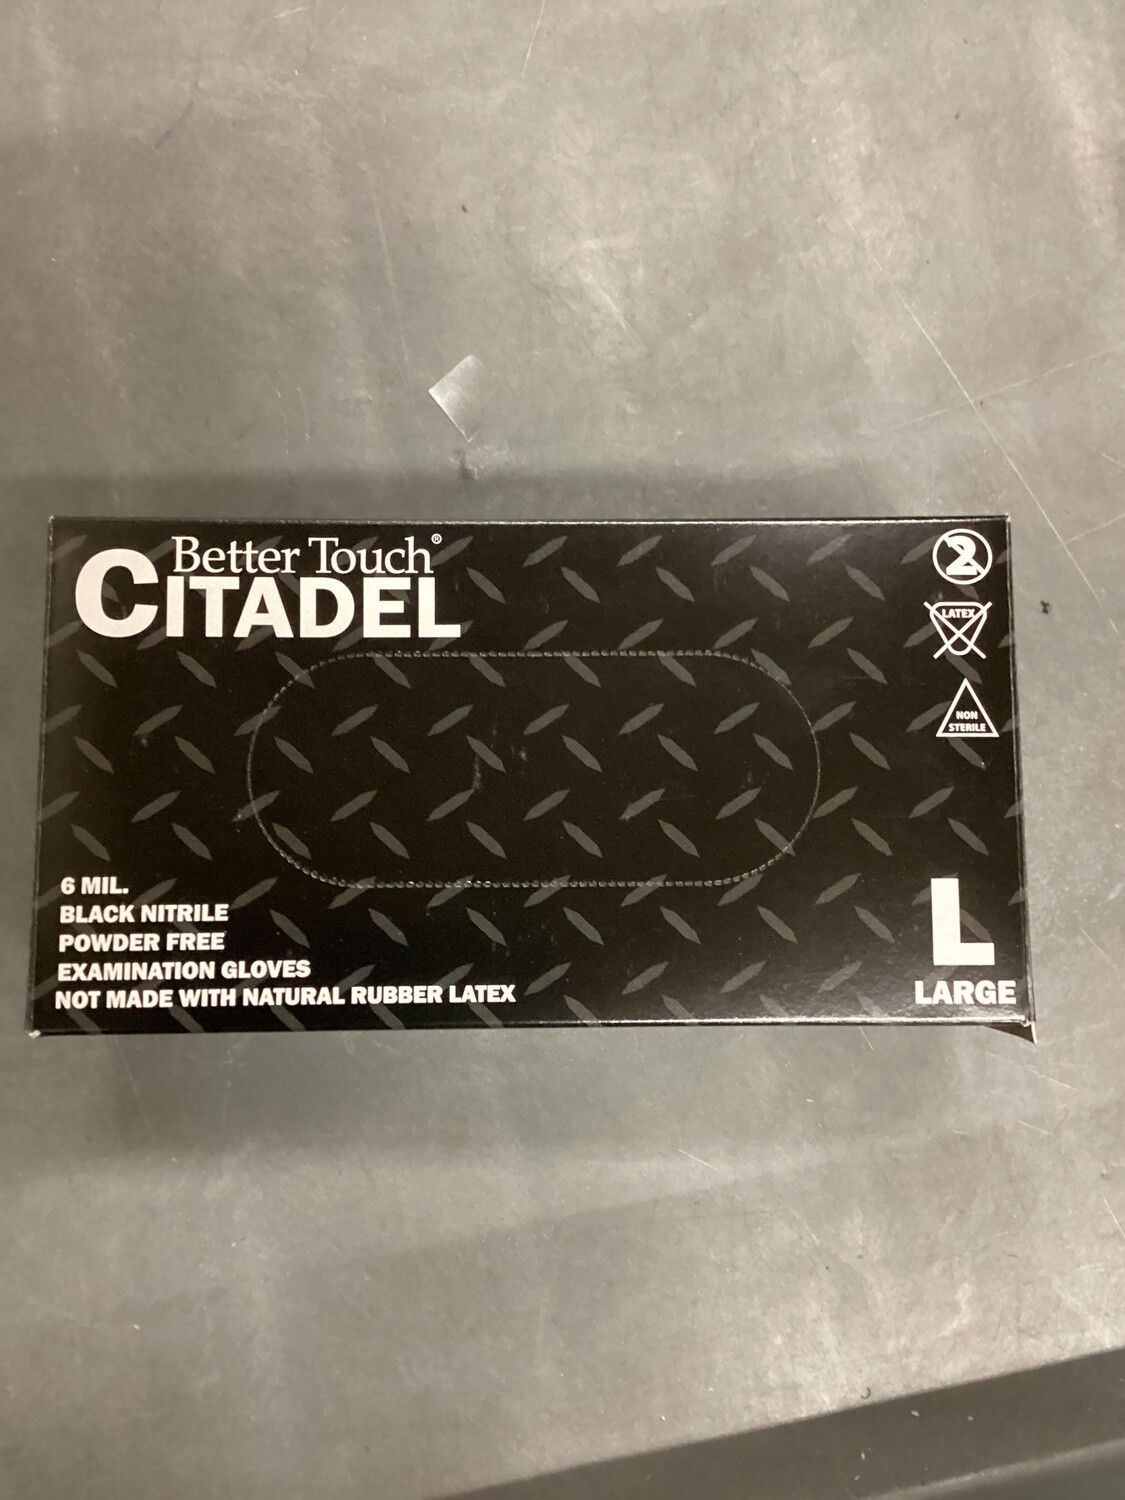 Better Touch®
CITADEL
2
LATEX
NON
STERILE
6 MIL.
BLACK NITRILE
POWDER FREE
EXAMINATION GLOVES
NOT MADE WITH NATURAL RUBBER LATEX
L
LARGE